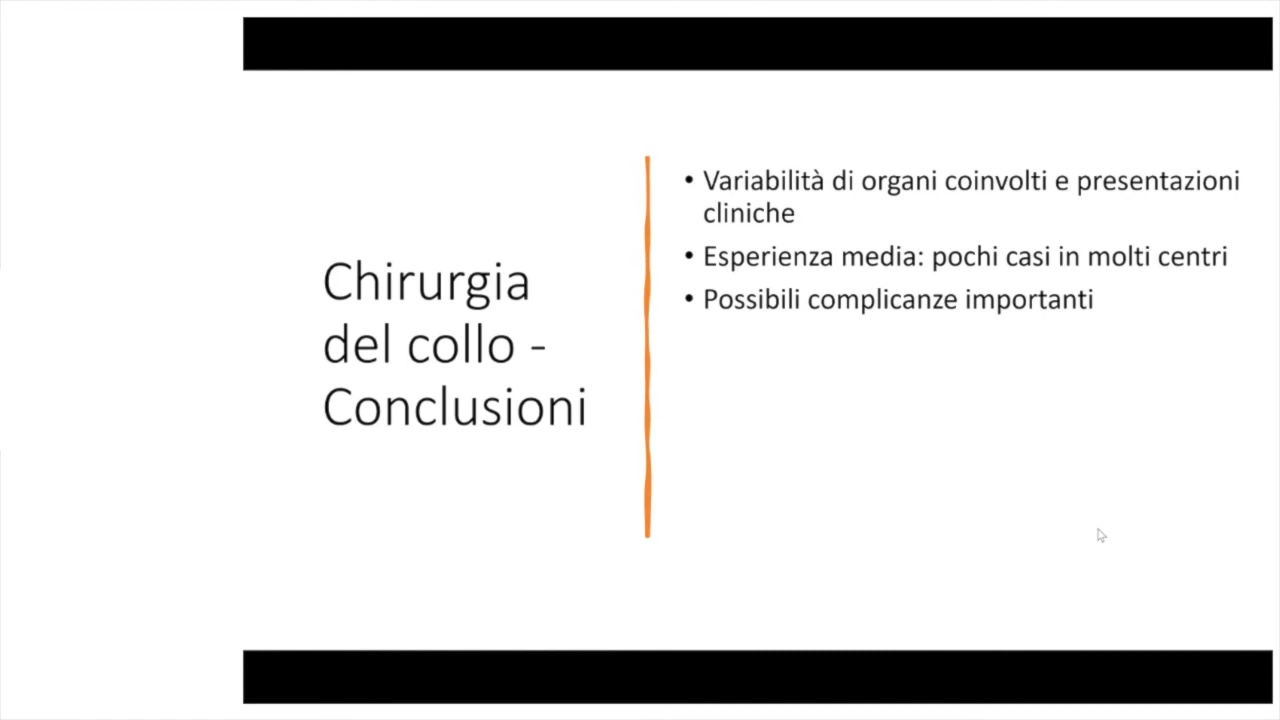 Chirurgia
del collo -
Conclusioni
• Variabilità di organi coinvolti e presentazioni
cliniche
• Esperienza media: pochi casi in molti centri
• Possibili complicanze importanti